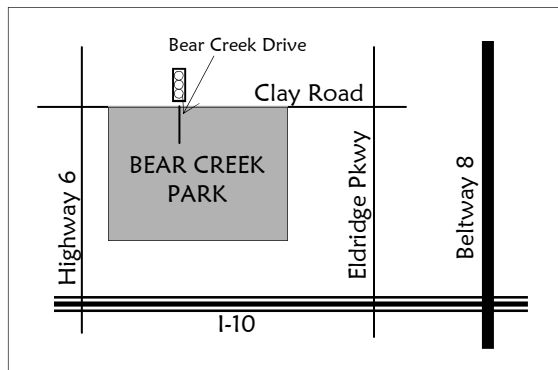 Bear Creek Drive
Clay Road
BEAR CREEK
PARK
Highway 6
Eldridge Pkwy
Beltway 8
I-10